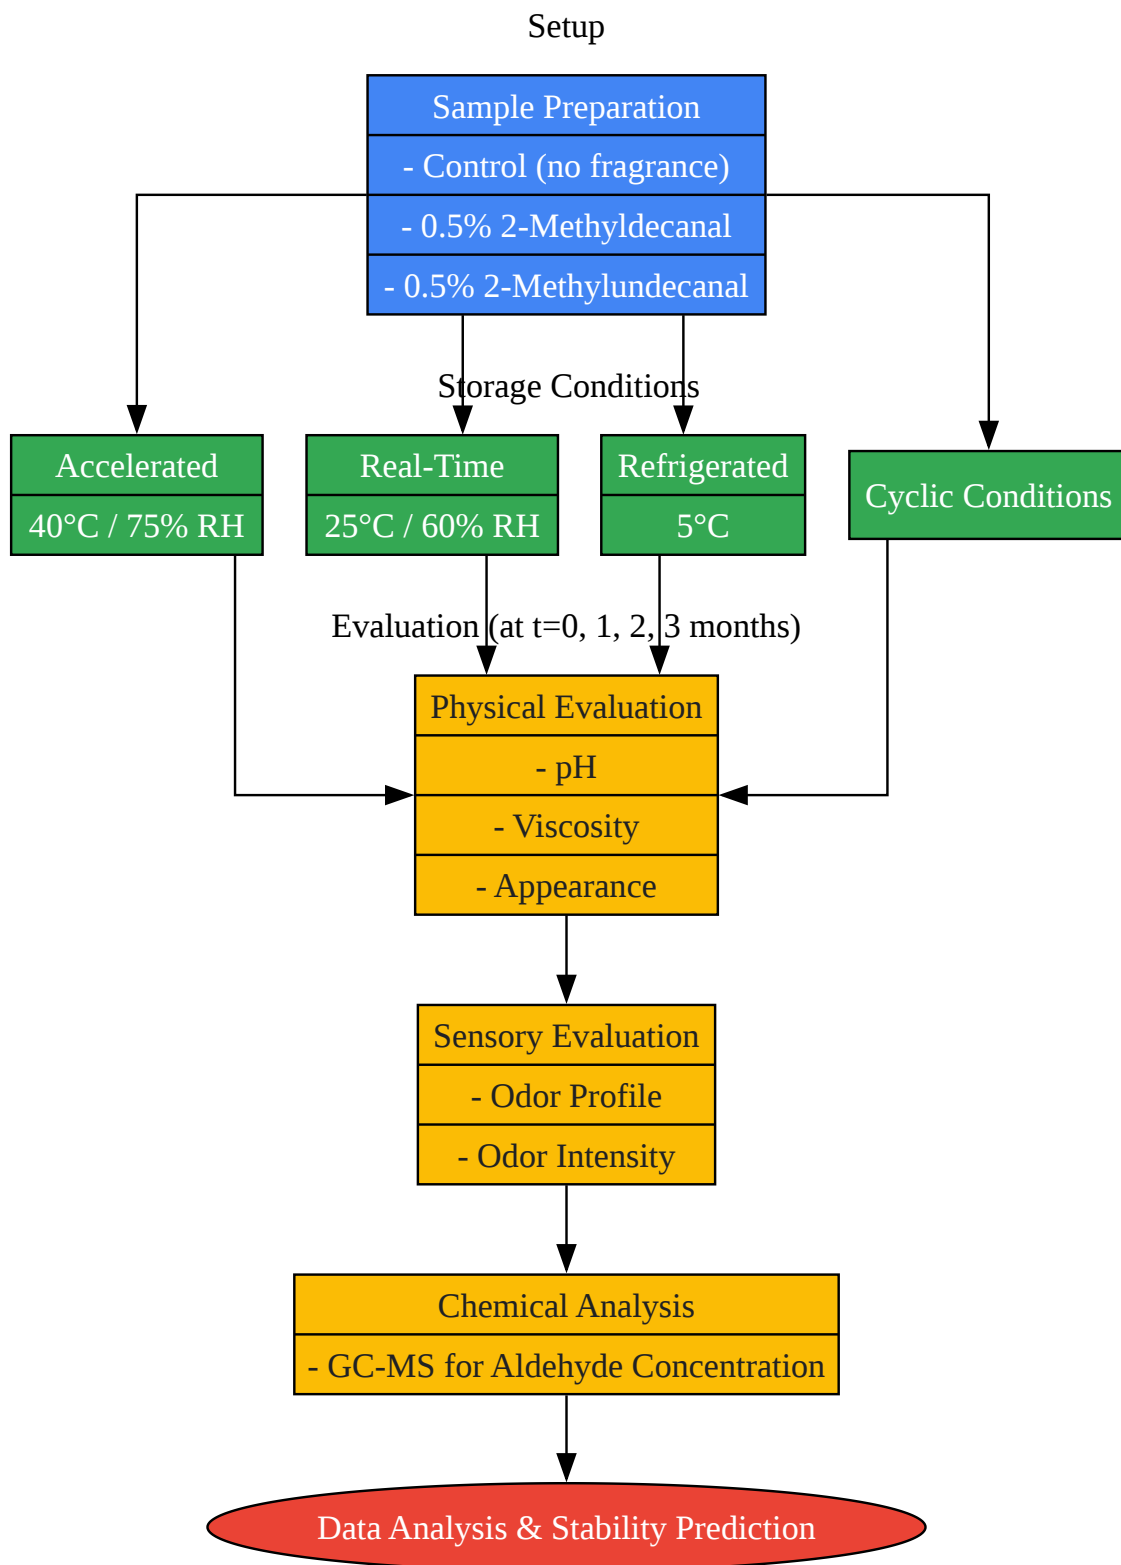 Setup
Sample Preparation
- Control (no fragrance)
- 0.5% 2-Methyldecanal
- 0.5% 2-Methylundecanal
Storage Conditions
Accelerated
40°C / 75% RH
Real-Time
25°C / 60% RH
Refrigerated
5°C
Cyclic Conditions
Evaluation (at t=0, 1, 2, 3 months)
Physical Evaluation
- pH
- Viscosity
- Appearance
Sensory Evaluation
- Odor Profile
- Odor Intensity
Chemical Analysis
- GC-MS for Aldehyde Concentration
Data Analysis & Stability Prediction